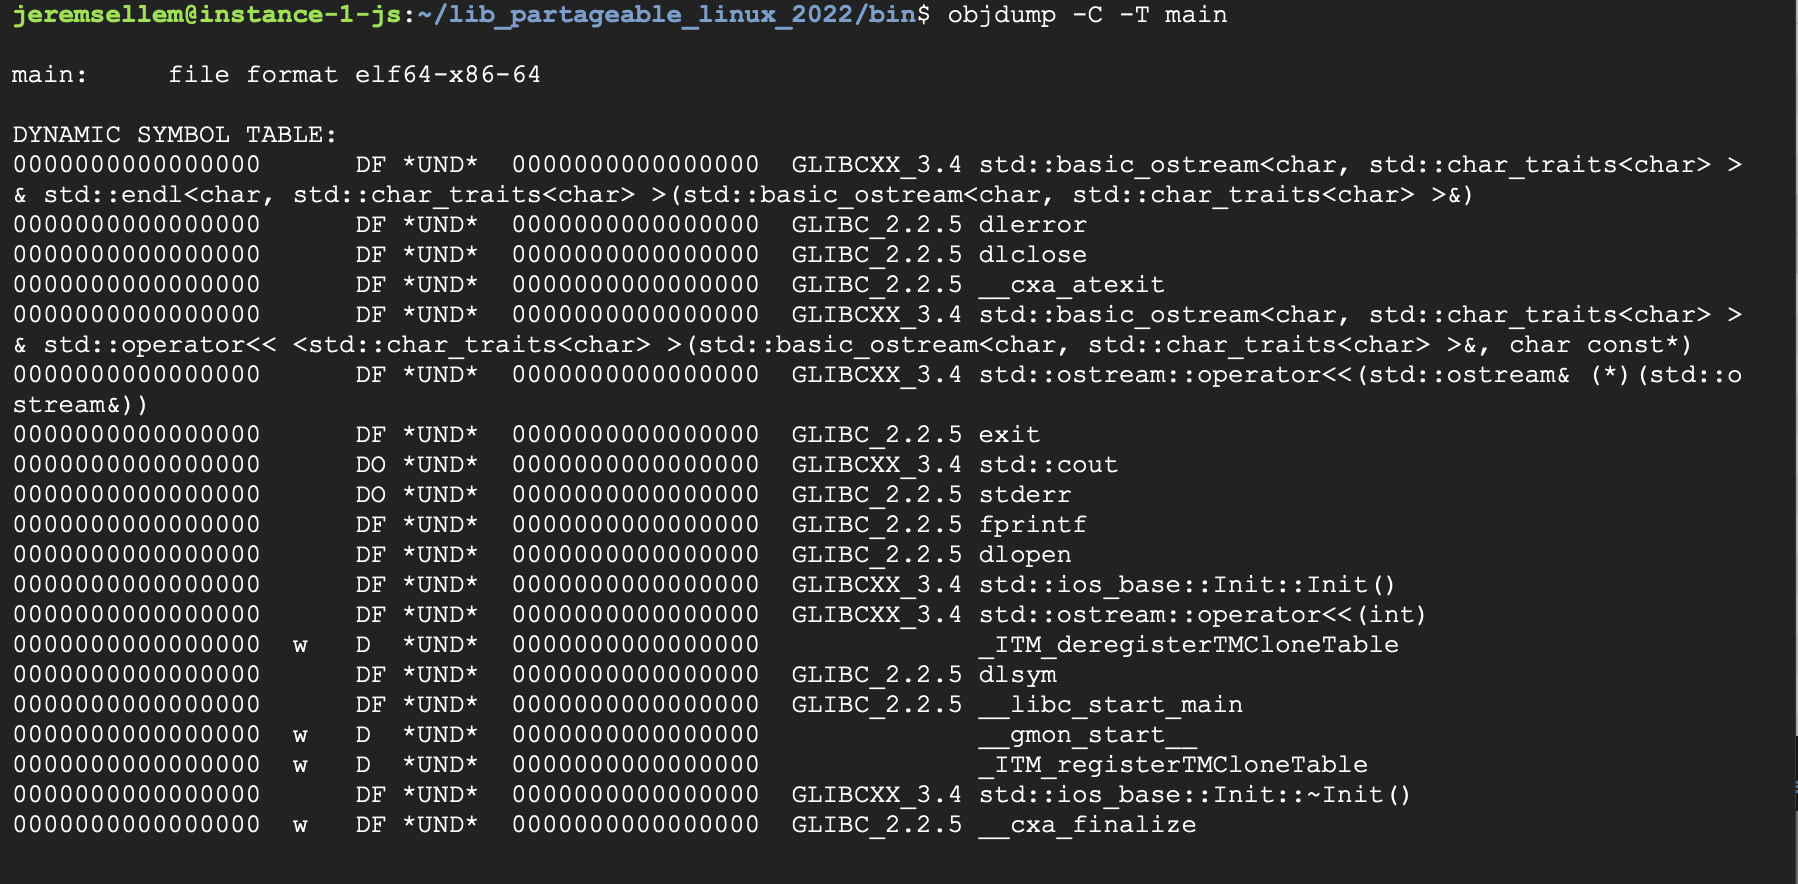 jeremsellem@instance-1-js:~/lib_partageable_linux_2022/bin$ objdump -C -T main

main:     file format elf64-x86-64

DYNAMIC SYMBOL TABLE:
0000000000000000      DF *UND*  0000000000000000  GLIBCXX_3.4 std::basic_ostream<char, std::char_traits<char> >
& std::endl<char, std::char_traits<char> >(std::basic_ostream<char, std::char_traits<char> >&)
0000000000000000      DF *UND*  0000000000000000  GLIBC_2.2.5 dlerror
0000000000000000      DF *UND*  0000000000000000  GLIBC_2.2.5 dlclose
0000000000000000      DF *UND*  0000000000000000  GLIBC_2.2.5 __cxa_atexit
0000000000000000      DF *UND*  0000000000000000  GLIBCXX_3.4 std::basic_ostream<char, std::char_traits<char> >
& std::operator<< <std::char_traits<char> >(std::basic_ostream<char, std::char_traits<char> >&, char const*)
0000000000000000      DF *UND*  0000000000000000  GLIBCXX_3.4 std::ostream::operator<<(std::ostream& (*)(std::o
stream&))
0000000000000000      DF *UND*  0000000000000000  GLIBC_2.2.5 exit
0000000000000000      DO *UND*  0000000000000000  GLIBCXX_3.4 std::cout
0000000000000000      DO *UND*  0000000000000000  GLIBC_2.2.5 stderr
0000000000000000      DF *UND*  0000000000000000  GLIBC_2.2.5 fprintf
0000000000000000      DF *UND*  0000000000000000  GLIBC_2.2.5 dlopen
0000000000000000      DF *UND*  0000000000000000  GLIBCXX_3.4 std::ios_base::Init::Init()
0000000000000000      DF *UND*  0000000000000000  GLIBCXX_3.4 std::ostream::operator<<(int)
0000000000000000  w   D  *UND*  0000000000000000              _ITM_deregisterTMCloneTable
0000000000000000      DF *UND*  0000000000000000  GLIBC_2.2.5 dlsym
0000000000000000      DF *UND*  0000000000000000  GLIBC_2.2.5 __libc_start_main
0000000000000000  w   D  *UND*  0000000000000000              __gmon_start__
0000000000000000  w   D  *UND*  0000000000000000              _ITM_registerTMCloneTable
0000000000000000      DF *UND*  0000000000000000  GLIBCXX_3.4 std::ios_base::Init::~Init()
0000000000000000  w   DF *UND*  0000000000000000  GLIBC_2.2.5 __cxa_finalize